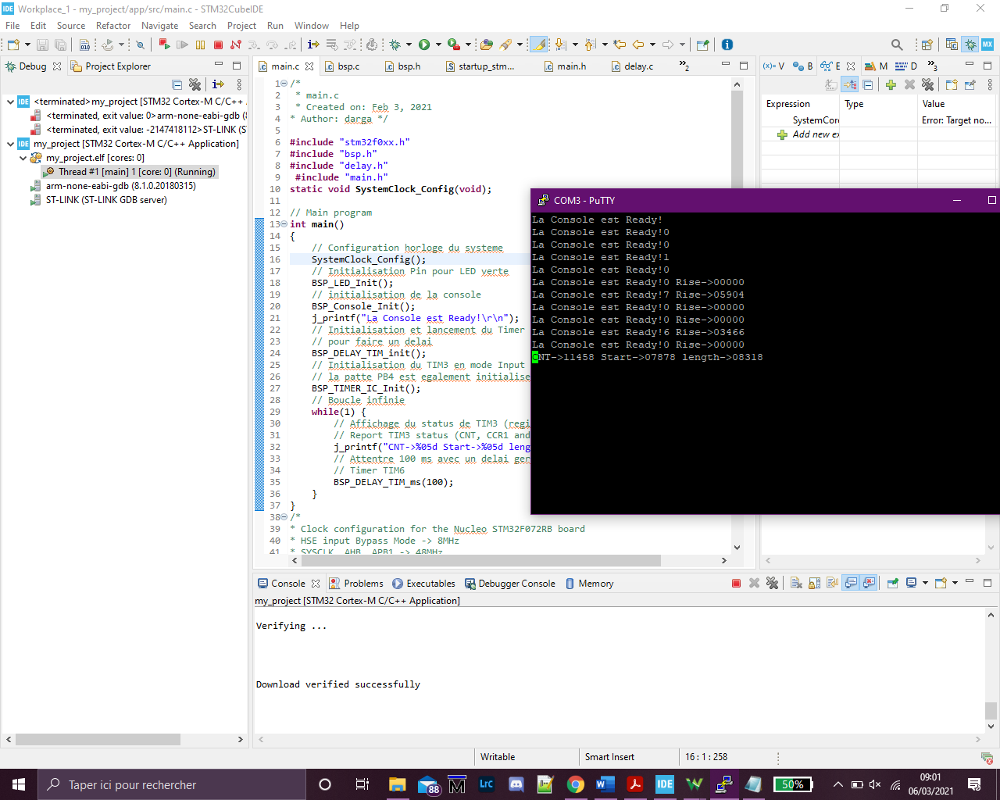 Workplace_1 - my_project/app/src/main.c - STM32CubeIDE
File Edit Source Refactor Navigate Search Project Run Window Help
Debug Project Explorer
<terminated>my_project [STM32 Cortex-M C/C++ .
<terminated, exit value: 0>arm-none-eabi-gdb (8
<terminated, exit value: -2147418112>ST-LINK (S
my_project [STM32 Cortex-M C/C++ Application]
my_project.elf [cores: 0]
Thread #1 [main] 1 [core: 0] (Running)
arm-none-eabi-gdb (8.1.0.20180315)
ST-LINK (ST-LINK GDB server)
main.c bsp.c bsp.h startup_stm... main.h delay.c »2
1 /*
2 * main.c
3 * Created on: Feb 3, 2021
4 * Author: darga */
5
6 #include "stm32f0xx.h"
7 #include "bsp.h"
8 #include "delay.h"
9 #include "main.h"
10 static void SystemClock_Config(void);
11
12 // Main program
13 int main()
14 {
15 // Configuration horloge du systeme
16 SystemClock_Config();
17 // Initialisation Pin pour LED verte
18 BSP_LED_Init();
19 // initialisation de la console
20 BSP_Console_Init();
21 j_printf("La Console est Ready!\r\n");
22 // Initialisation et lancement du Timer
23 // pour faire un delai
24 BSP_DELAY_TIM_init();
25 // Initialisation du TIM3 en mode Input
26 // la patte PB4 est egalement initialise
27 BSP_TIMER_IC_Init();
28 // Boucle infinie
29 while(1) {
30 // Affichage du status de TIM3 (regi
31 // Report TIM3 status (CNT, CCR1 and
32 j_printf("CNT->%05d Start->%05d leng
33 // Attentre 100 ms avec un delai ger
34 // Timer TIM6
35 BSP_DELAY_TIM_ms(100);
36 }
37 }
38 /*
39 * Clock configuration for the Nucleo STM32F072RB board
40 * HSE input Bypass Mode -> 8MHz
41 * SYSCLK, AHB, APB1 -> 48MHz
(x)= V B E M D »3
Expression Type Value
SystemCore Error: Target no...
Add new ex
COM3 - PuTTY
La Console est Ready!
La Console est Ready!0
La Console est Ready!0
La Console est Ready!1
La Console est Ready!0
La Console est Ready!0 Rise->00000
La Console est Ready!7 Rise->05904
La Console est Ready!0 Rise->00000
La Console est Ready!0 Rise->00000
La Console est Ready!6 Rise->03466
La Console est Ready!0 Rise->00000
CNT->11458 Start->07878 length->08318
Console Problems Executables Debugger Console Memory
my_project [STM32 Cortex-M C/C++ Application]
Verifying ...
Download verified successfully
Writable Smart Insert 16 : 1 : 258
Taper ici pour rechercher
88
Lrc
IDE
50%
09:01
06/03/2021